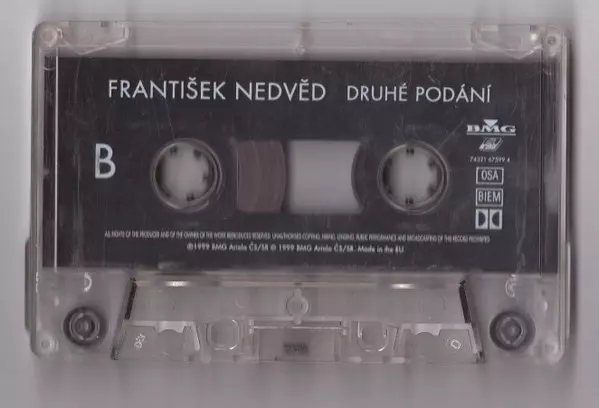 FRANTIŠEK NEDVĚD DRUHÉ PODÁNÍ
BMG
74321 67599 4
B
OSA
BIEM
ALL RIGHTS OF THE PRODUCER AND OF THE OWNER OF THE WORK REPRODUCED RESERVED. UNAUTHORISED COPYING, HIRING, LENDING, PUBLIC PERFORMANCE AND BROADCASTING OF THIS RECORD PROHIBITED
℗1999 BMG Ariola ČS/SR © 1999 BMG Ariola ČS/SR. Made in the EU.